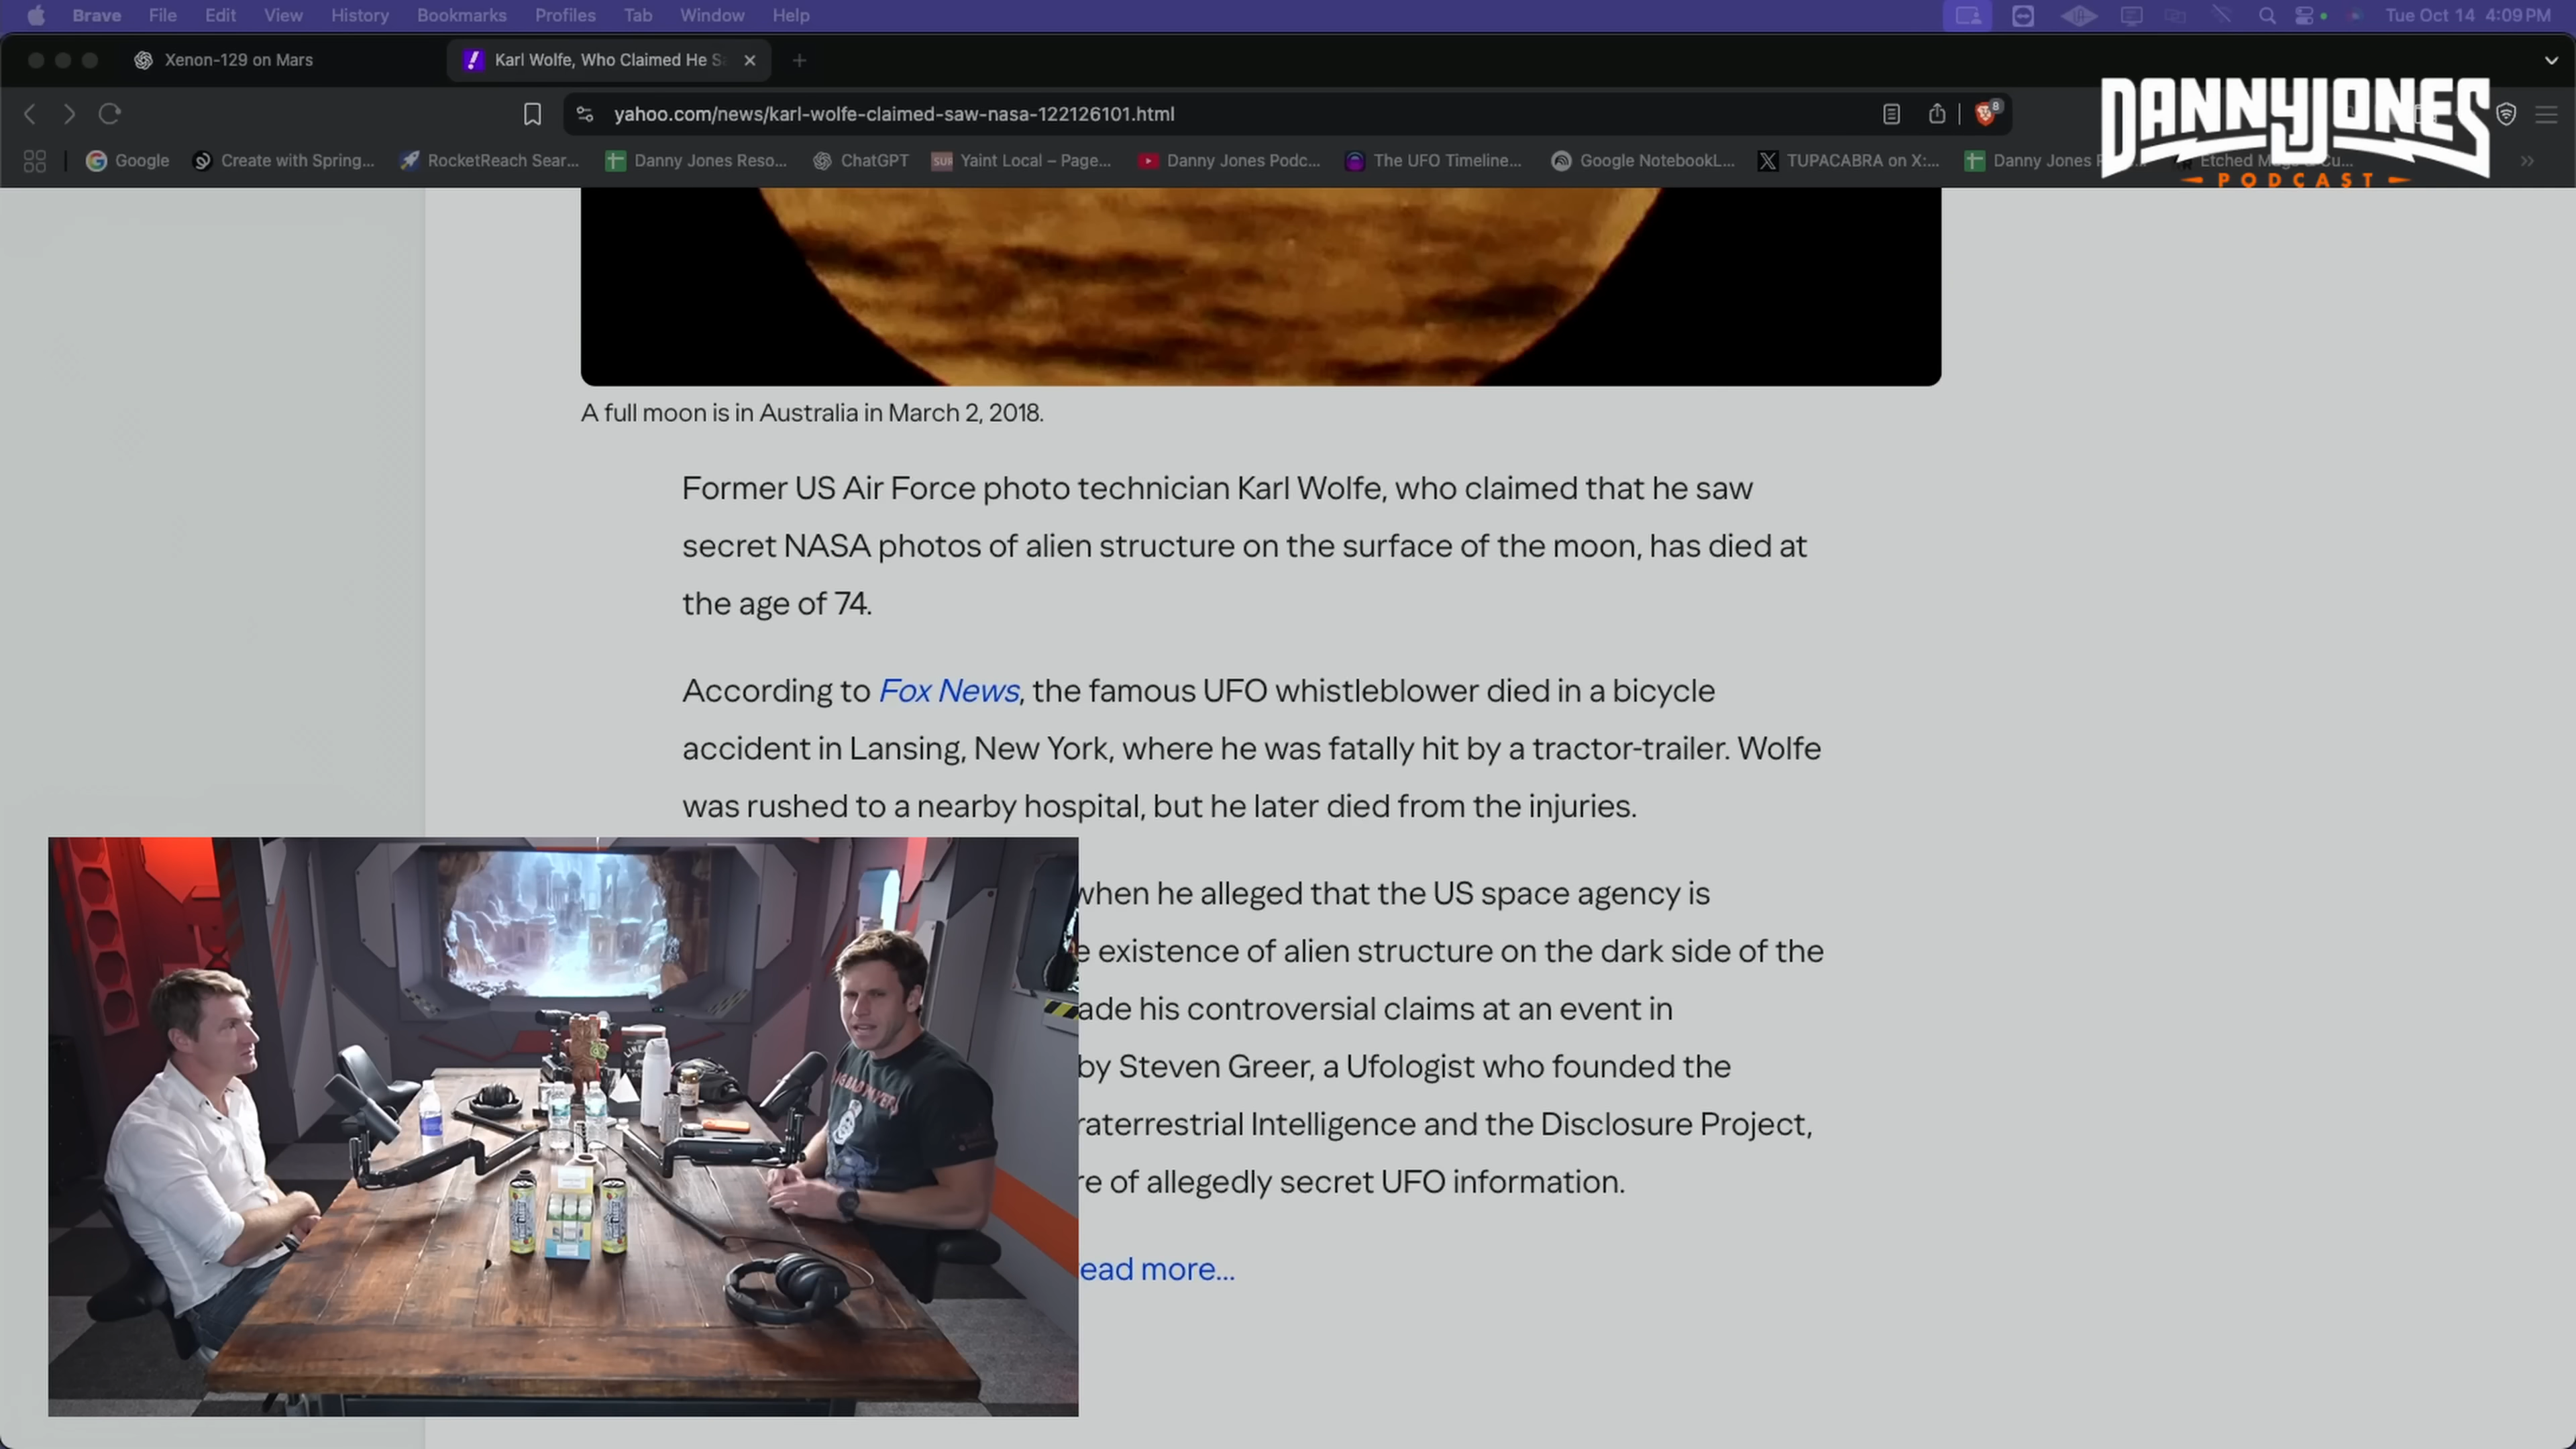 Brave File Edit View History Bookmarks Profiles Tab Window Help Tue Oct 14 4:09 PM
Xenon-129 on Mars Karl Wolfe, Who Claimed He S
yahoo.com/news/karl-wolfe-claimed-saw-nasa-122126101.html 8
Google Create with Spring... RocketReach Sear... Danny Jones Reso... ChatGPT Yaint Local – Page... Danny Jones Podc... The UFO Timeline... Google NotebookL... TUPACABRA on X:... Danny Jones
DANNY JONES
PODCAST
A full moon is in Australia in March 2, 2018.
Former US Air Force photo technician Karl Wolfe, who claimed that he saw
secret NASA photos of alien structure on the surface of the moon, has died at
the age of 74.
According to Fox News, the famous UFO whistleblower died in a bicycle
accident in Lansing, New York, where he was fatally hit by a tractor-trailer. Wolfe
was rushed to a nearby hospital, but he later died from the injuries.
when he alleged that the US space agency is
e existence of alien structure on the dark side of the
ade his controversial claims at an event in
by Steven Greer, a Ufologist who founded the
raterrestrial Intelligence and the Disclosure Project,
re of allegedly secret UFO information.
ead more...